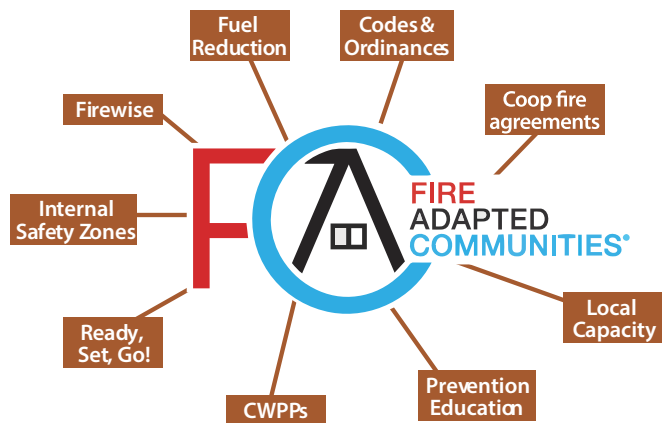 Fuel
Reduction
Codes &
Ordinances
Firewise
Coop fire
agreements
FIRE
ADAPTED
COMMUNITIES®
Internal
Safety Zones
Ready,
Set, Go!
Local
Capacity
CWPPs
Prevention
Education
FAC